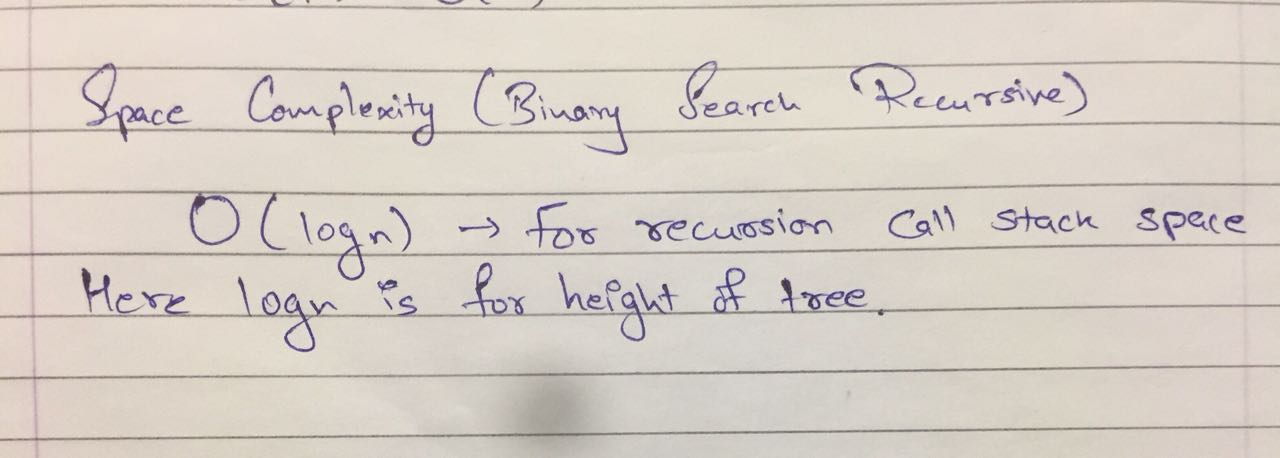 Space Complexity (Binary Search Recursive)
O(logn) → for recursion Call stack space
Here logn is for height of tree.